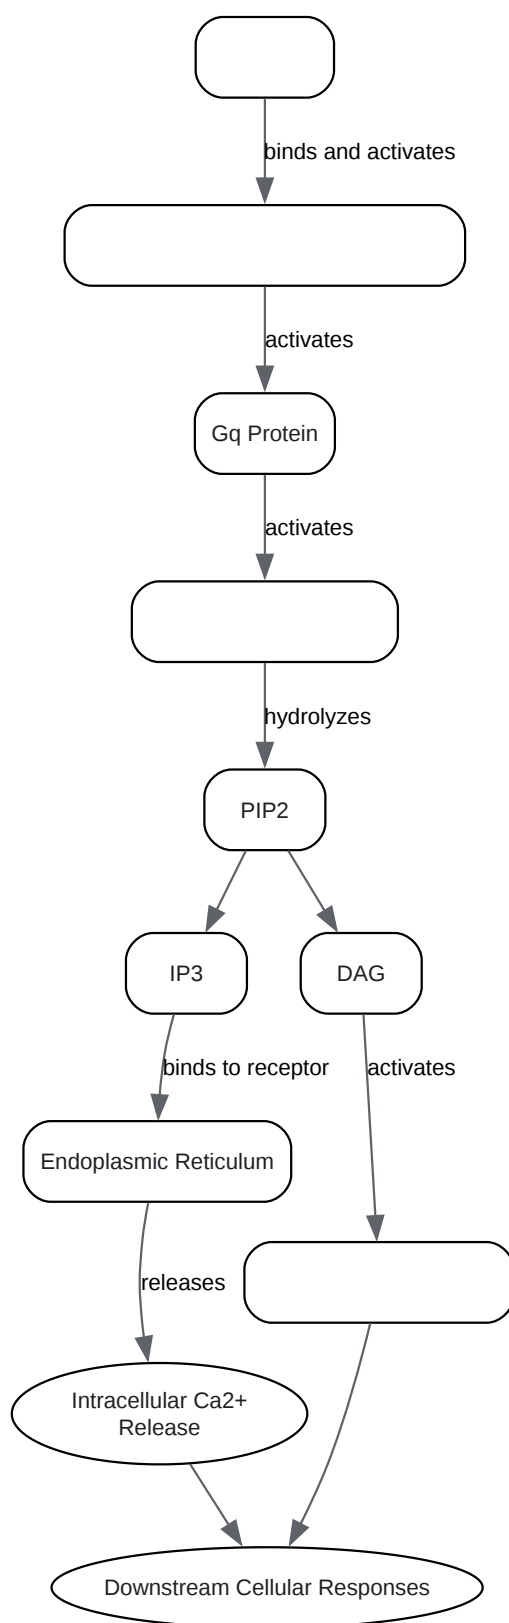 binds and activates
activates
Gq Protein
activates
hydrolyzes
PIP2
IP3
DAG
binds to receptor
activates
Endoplasmic Reticulum
releases
Intracellular Ca2+
Release
Downstream Cellular Responses